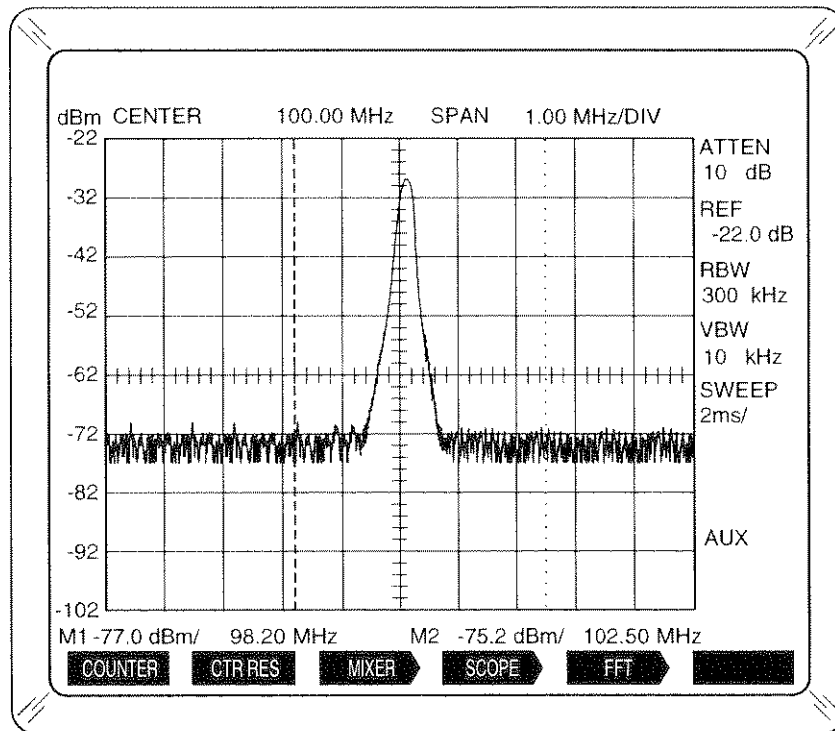 dBm CENTER 100.00 MHz SPAN 1.00 MHz/DIV
-22
-32
-42
-52
-62
-72
-82
-92
-102
ATTEN
10 dB
REF
-22.0 dB
RBW
300 kHz
VBW
10 kHz
SWEEP
2ms/
AUX
M1 -77.0 dBm/ 98.20 MHz M2 -75.2 dBm/ 102.50 MHz
COUNTER CTR RES MIXER SCOPE FFT